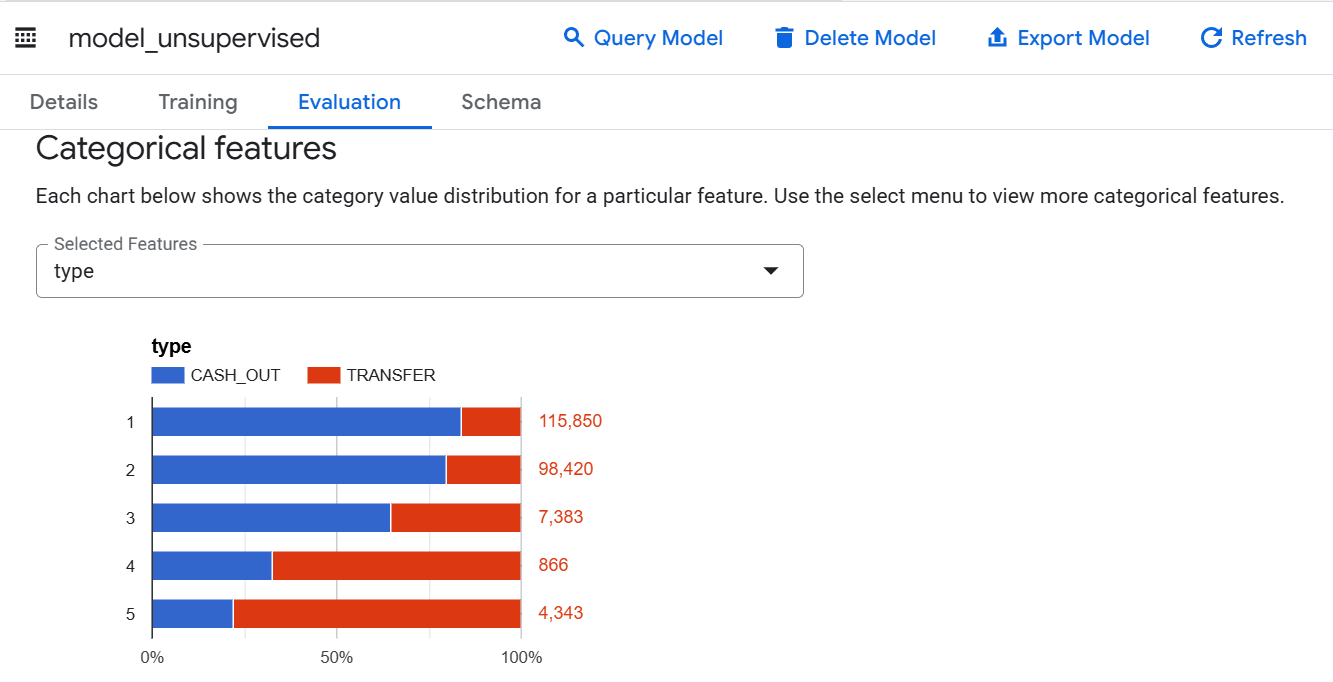 model_unsupervised Query Model Delete Model Export Model Refresh
Details Training Evaluation Schema
Categorical features
Each chart below shows the category value distribution for a particular feature. Use the select menu to view more categorical features.
Selected Features
type
type
CASH_OUT TRANSFER
1 115,850
2 98,420
3 7,383
4 866
5 4,343
0% 50% 100%